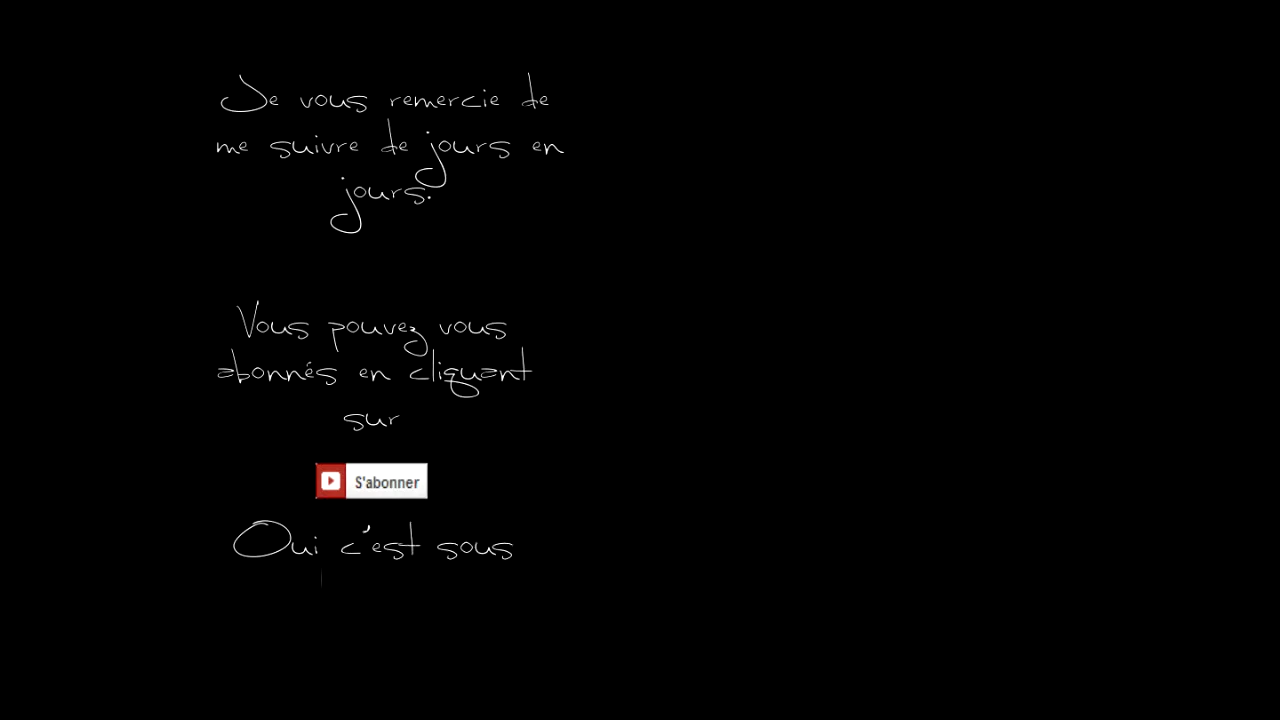 Je vous remercie de
me suivre de jours en
jours.
Vous pouvez vous
abonnés en cliquant
sur
S'abonner
Oui c'est sous